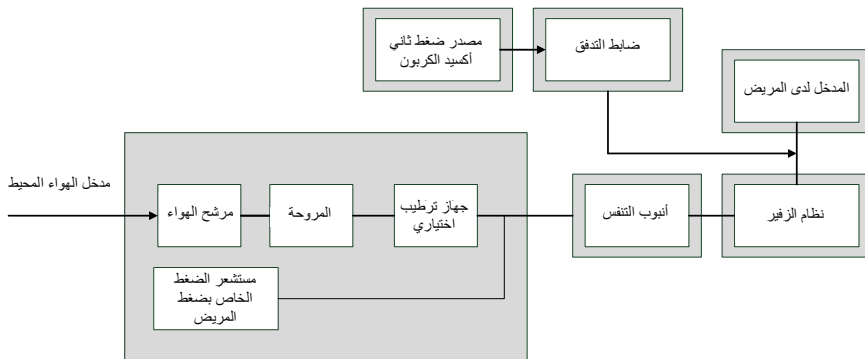 مصدر ضغط ثاني
أكسيد الكربون
ضابط التدفق
المدخل لدى المريض
مدخل الهواء المحيط
مرشح الهواء
المروحة
جهاز ترطيب
اختياري
أنبوب التنفس
نظام الزفير
مستشعر الضغط
الخاص بضغط
المريض